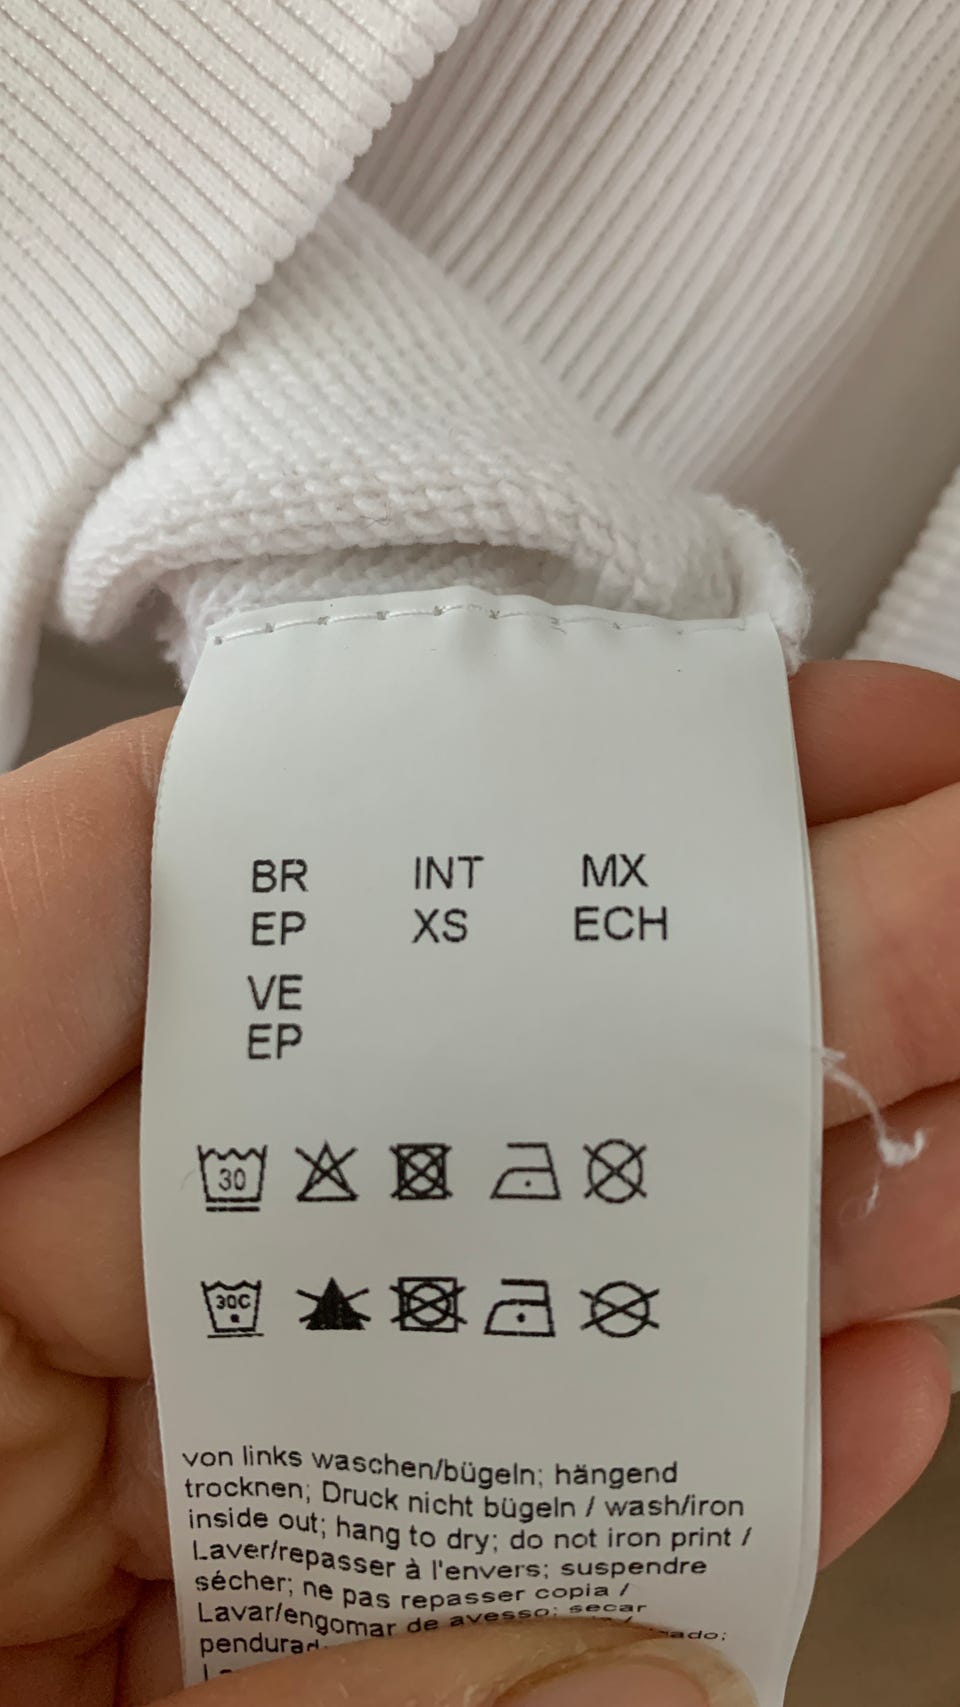 BR INT MX
EP XS ECH
VE
EP
30
30C
von links waschen/bügeln; hängend
trocknen; Druck nicht bügeln / wash/iron
inside out; hang to dry; do not iron print /
Laver/repasser à l'envers; suspendre
sécher; ne pas repasser copia /
Lavar/engomar de avesso; secar